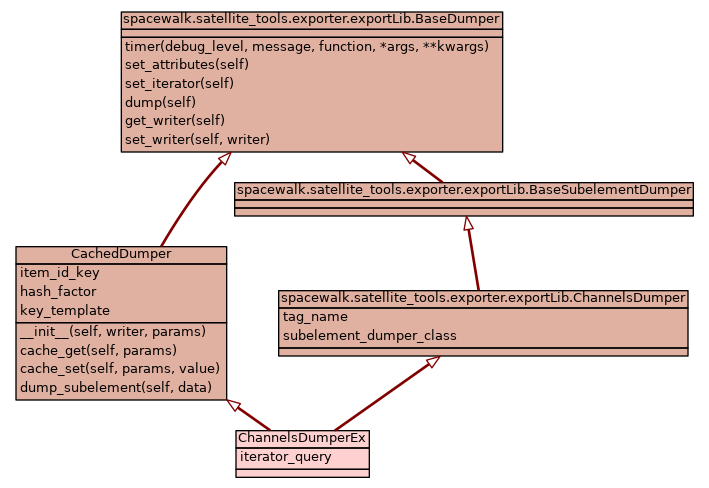 spacewalk.satellite_tools.exporter.exportLib.BaseDumper
timer(debug_level, message, function, *args, **kwargs)
set_attributes(self)
set_iterator(self)
dump(self)
get_writer(self)
set_writer(self, writer)
spacewalk.satellite_tools.exporter.exportLib.BaseSubelementDumper
CachedDumper
item_id_key
hash_factor
key_template
__init__(self, writer, params)
cache_get(self, params)
cache_set(self, params, value)
dump_subelement(self, data)
spacewalk.satellite_tools.exporter.exportLib.ChannelsDumper
tag_name
subelement_dumper_class
ChannelsDumperEx
iterator_query